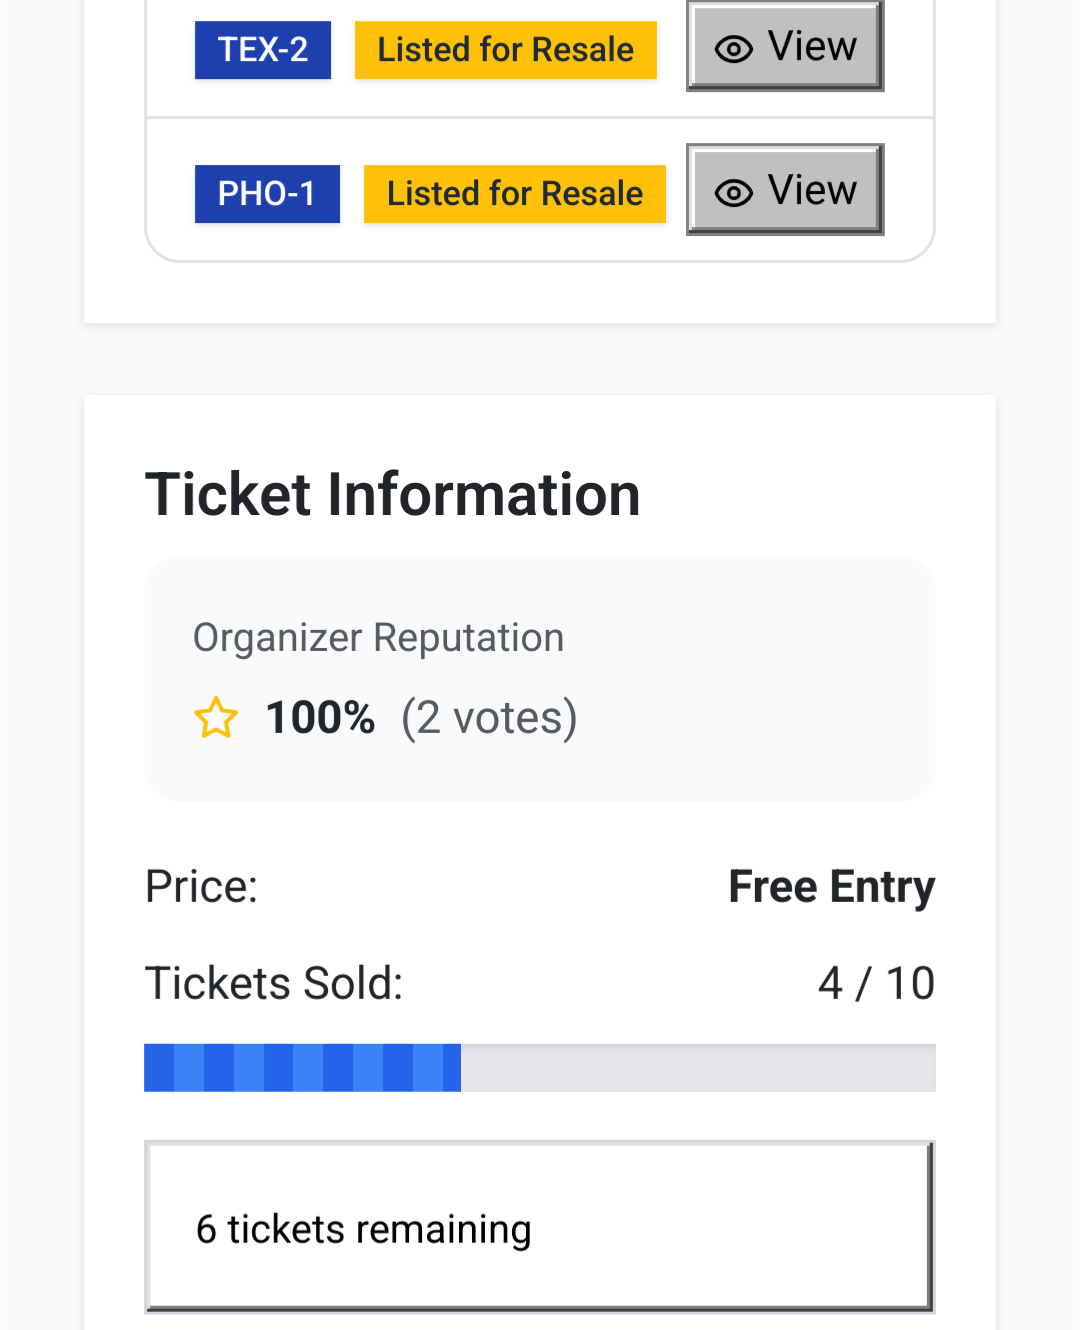 TEX-2 Listed for Resale View
PHO-1 Listed for Resale View
Ticket Information
Organizer Reputation
100% (2 votes)
Price: Free Entry
Tickets Sold: 4 / 10
6 tickets remaining